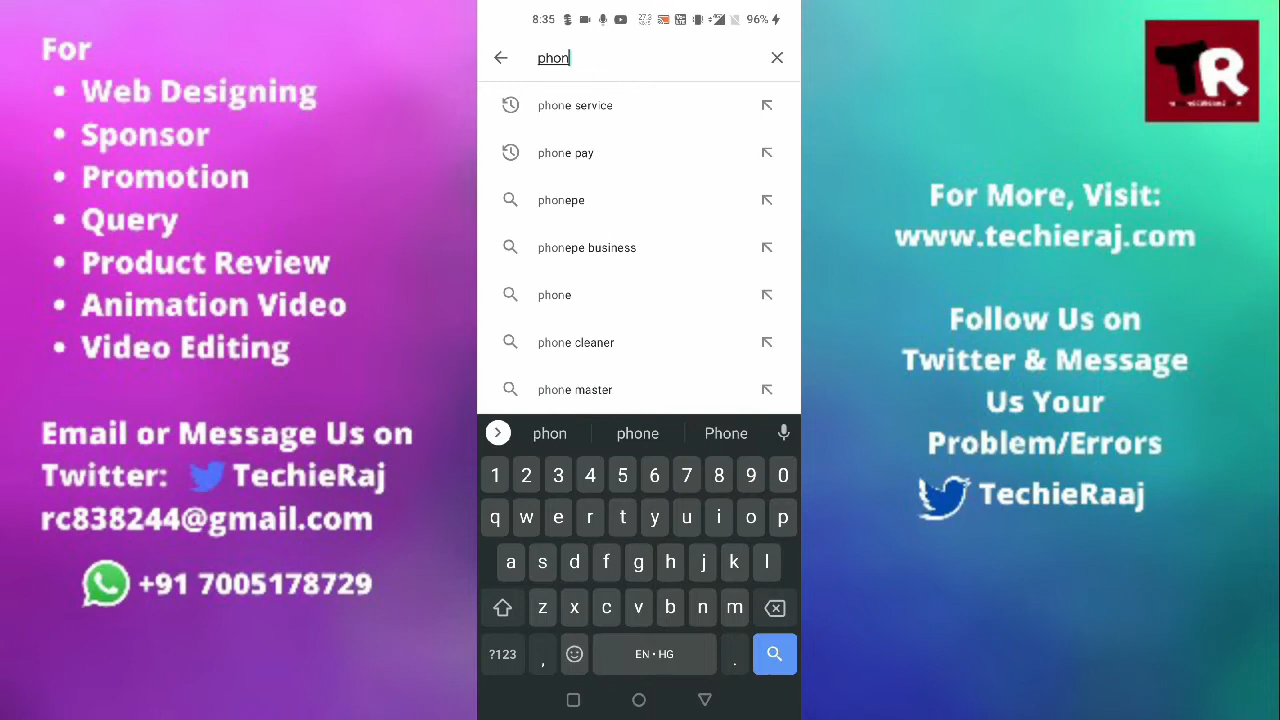 For
• Web Designing
• Sponsor
• Promotion
• Query
• Product Review
• Animation Video
• Video Editing
Email or Message Us on
Twitter: TechieRaj
rc838244@gmail.com
+91 7005178729
8:35 96%
phon
phone service
phone pay
phonepe
phonepe business
phone
phone cleaner
phone master
phon phone Phone
1 2 3 4 5 6 7 8 9 0
q w e r t y u i o p
a s d f g h j k l
z x c v b n m
?123 , EN • HG .
TR
For More, Visit:
www.techieraj.com
Follow Us on
Twitter & Message
Us Your
Problem/Errors
TechieRaaj